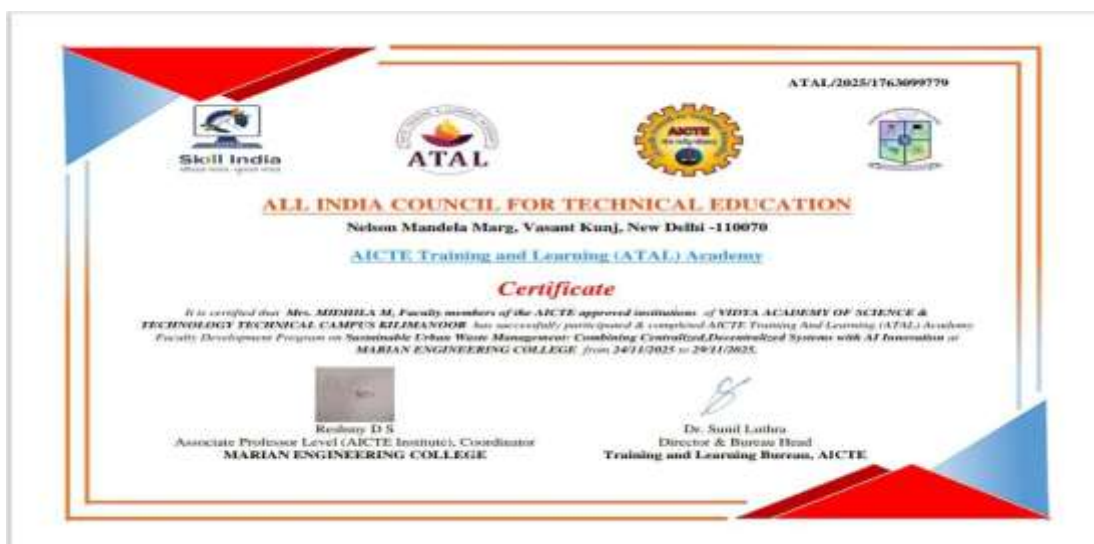 ATAL/2025/1763099779
Skill India
ATAL
AICTE
ALL INDIA COUNCIL FOR TECHNICAL EDUCATION
Nelson Mandela Marg, Vasant Kunj, New Delhi -110070
AICTE Training and Learning (ATAL) Academy
Certificate
It is certified that Mrs. MIDHILA M, Faculty members of the AICTE approved institutions of VIDYA ACADEMY OF SCIENCE &
TECHNOLOGY TECHNICAL CAMPUS KILIMANOOR has successfully participated & completed AICTE Training And Learning (ATAL) Academy
Faculty Development Program on Sustainable Urban Waste Management: Combining Centralized,Decentralized Systems with AI Innovation at
MARIAN ENGINEERING COLLEGE from 24/11/2025 to 29/11/2025.
Reshmy D S
Associate Professor Level (AICTE Institute), Coordinator
MARIAN ENGINEERING COLLEGE
Dr. Sunil Luthra
Director & Bureau Head
Training and Learning Bureau, AICTE